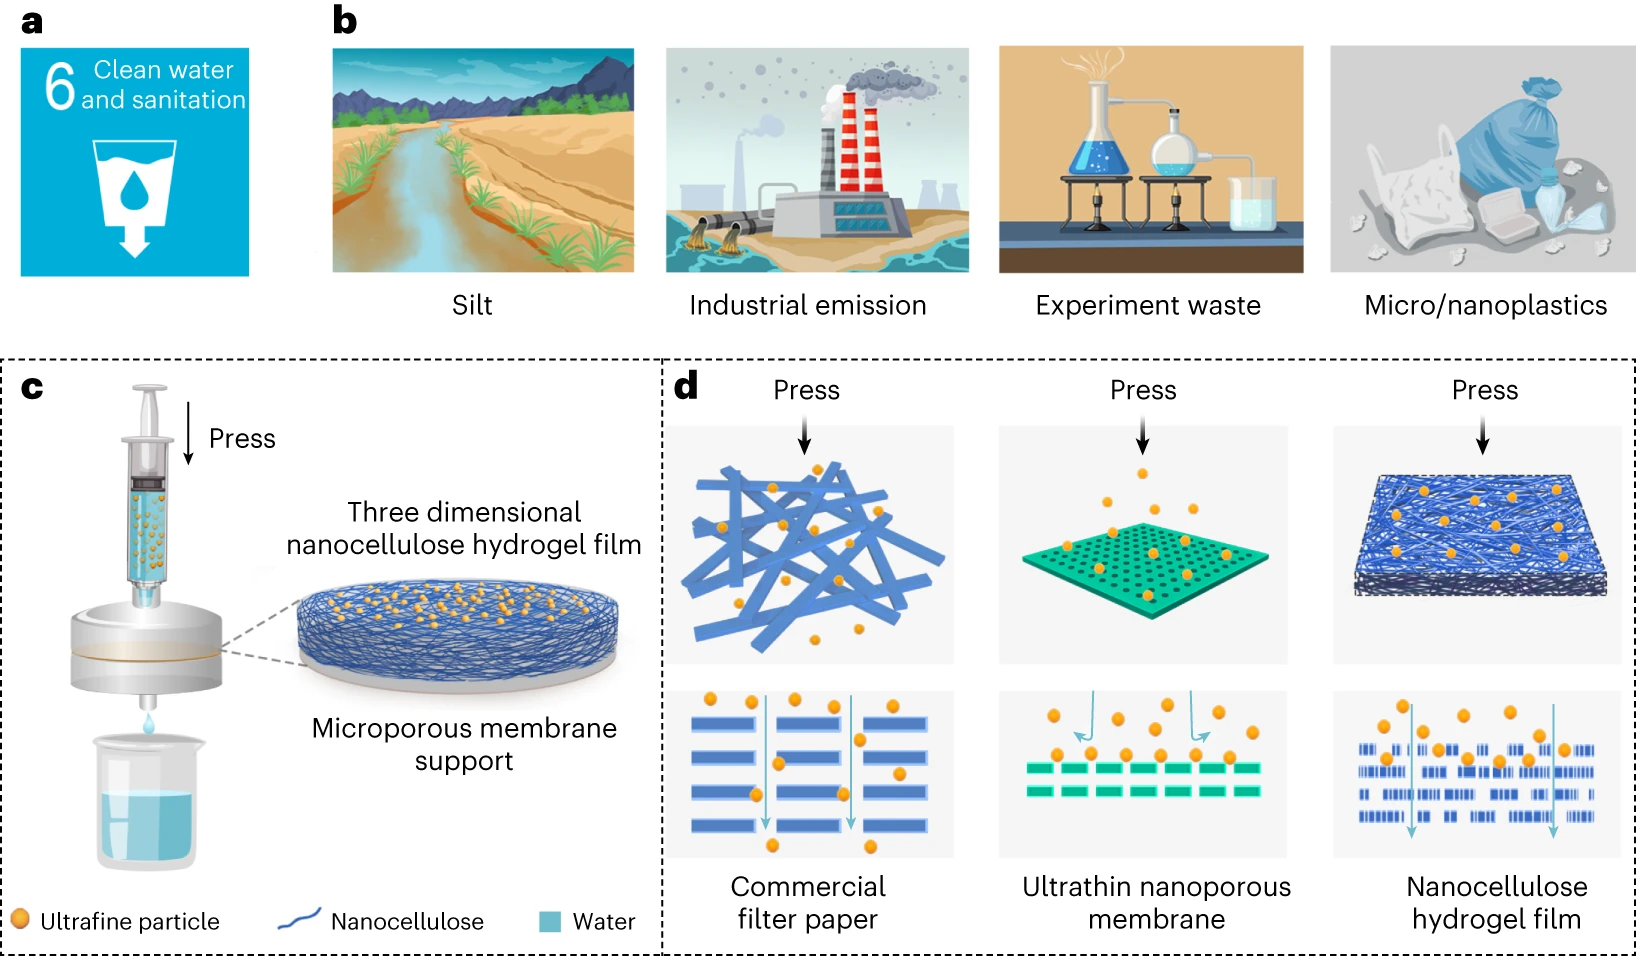 a
6
Clean water
and sanitation
b
Silt
Industrial emission
Experiment waste
Micro/nanoplastics
c
Press
Three dimensional
nanocellulose hydrogel film
Microporous membrane
support
Ultrafine particle
Nanocellulose
Water
d
Press
Press
Press
Commercial
filter paper
Ultrathin nanoporous
membrane
Nanocellulose
hydrogel film